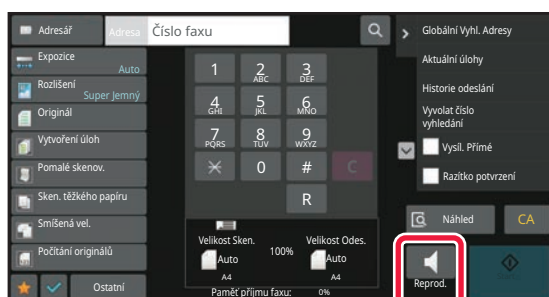 Adresář
Adresa
Číslo faxu
Globální Vyhl. Adresy
Expozice
Auto
Aktuální úlohy
Rozlišení
Super Jemný
Historie odeslání
Originál
Vyvolat číslo
vyhledání
Vytvoření úloh
Vysíl. Přímé
Pomalé skenov.
Razítko potvrzení
Sken. těžkého papíru
Smíšená vel.
Počítání originálů
Ostatní
1
2
ABC
3
DEF
4
GHI
5
JKL
6
MNO
7
PQRS
8
TUV
9
WXYZ
0
#
C
R
Velikost Sken.
100%
Velikost Odes.
Auto
Auto
A4
A4
Paměť příjmu faxu:
0%
Náhled
CA
Reprod.